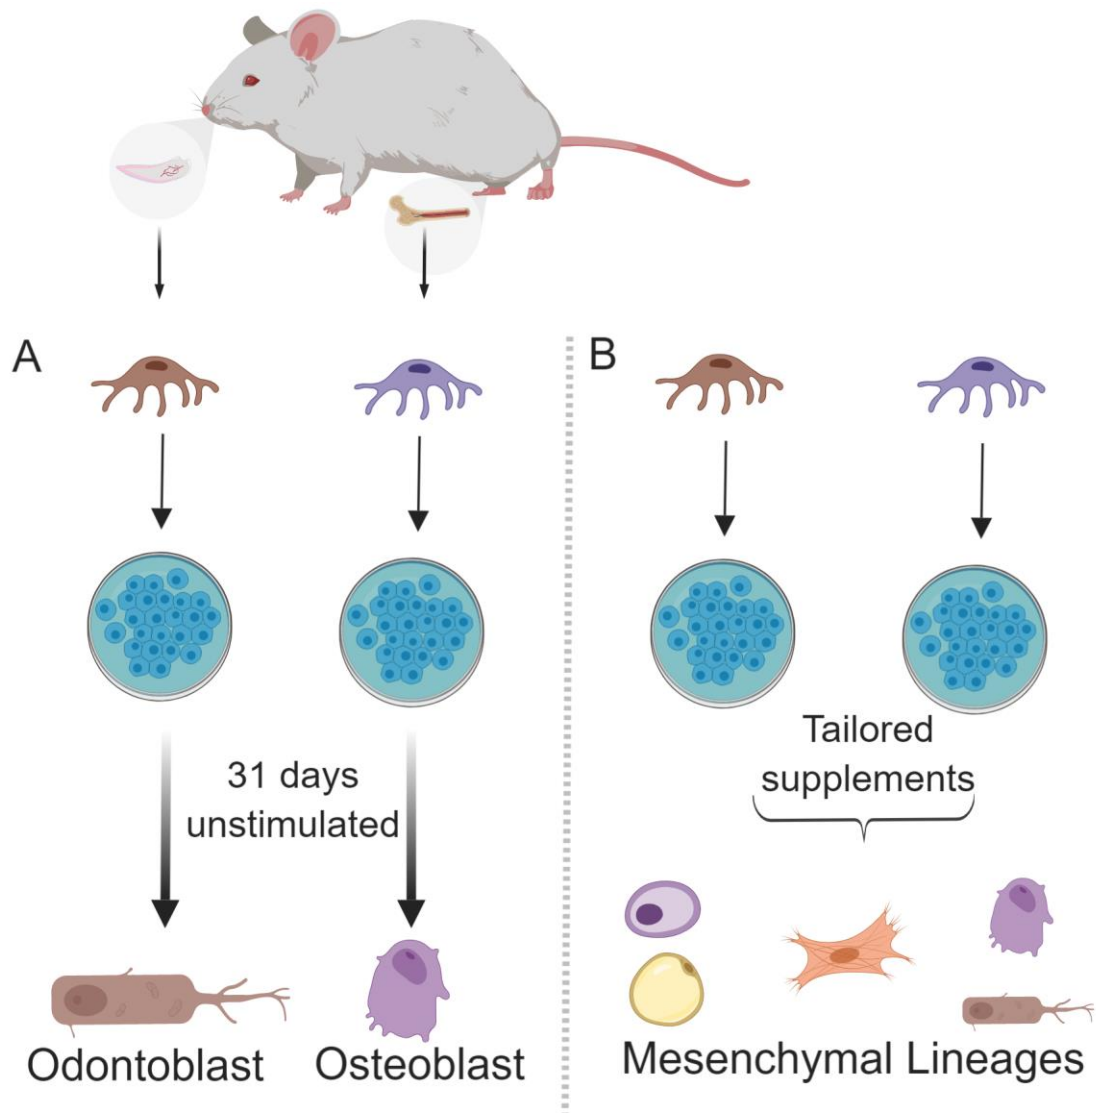 A
B
31 days
unstimulated
Tailored
supplements
Odontoblast
Osteoblast
Mesenchymal Lineages